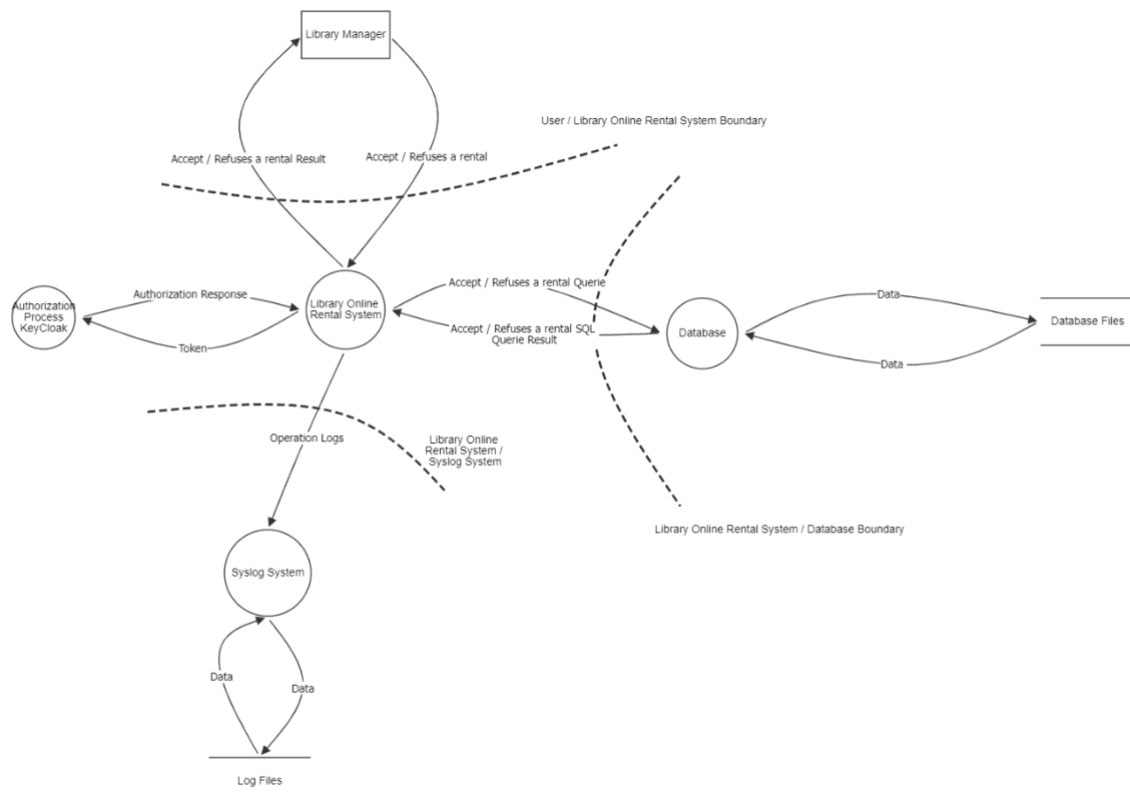 Library Manager
User / Library Online Rental System Boundary
Accept / Refuses a rental Result
Accept / Refuses a rental
Authorization
Process
KeyCloak
Authorization Response
Token
Library Online
Rental System
Accept / Refuses a rental Querie
Accept / Refuses a rental SQL
Querie Result
Database
Data
Data
Database Files
Operation Logs
Library Online
Rental System /
Syslog System
Library Online Rental System / Database Boundary
Syslog System
Data
Data
Log Files